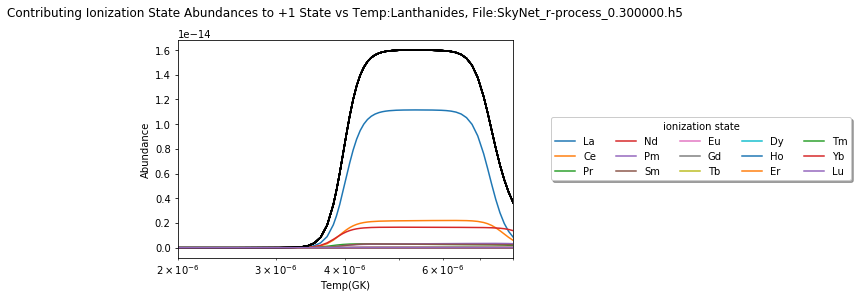 Contributing Ionization State Abundances to +1 State vs Temp:Lanthanides, File:SkyNet_r-process_0.300000.h5
1e−14
1.6
1.4
1.2
1.0
0.8
0.6
0.4
0.2
0.0
Abundance
2 × 10⁻⁶
3 × 10⁻⁶
4 × 10⁻⁶
6 × 10⁻⁶
Temp(GK)
ionization state
La Nd Eu Dy Tm
Ce Pm Gd Ho Yb
Pr Sm Tb Er Lu